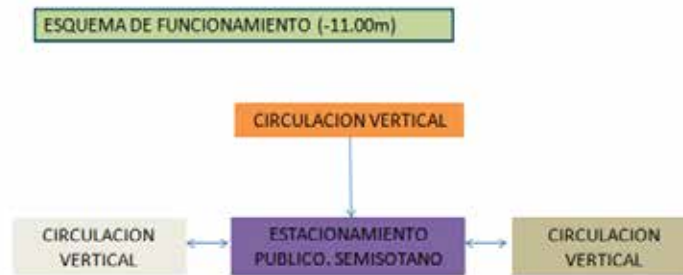 ESQUEMA DE FUNCIONAMIENTO (-11.00m)
CIRCULACION VERTICAL
CIRCULACION
VERTICAL
ESTACIONAMIENTO
PUBLICO. SEMISOTANO
CIRCULACION
VERTICAL